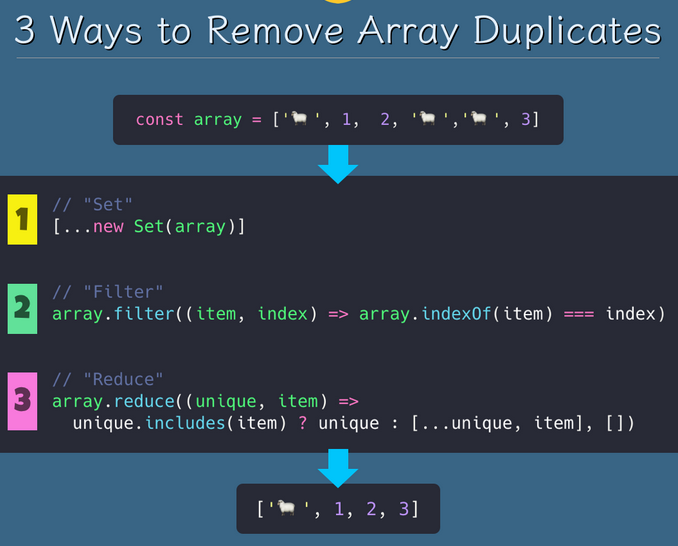 3 Ways to Remove Array Duplicates
const array = ['🐑 ', 1,  2, '🐑 ','🐑 ', 3]
1
// "Set"
[...new Set(array)]
2
// "Filter"
array.filter((item, index) => array.indexOf(item) === index)
3
// "Reduce"
array.reduce((unique, item) =>
  unique.includes(item) ? unique : [...unique, item], [])
['🐑 ', 1, 2, 3]